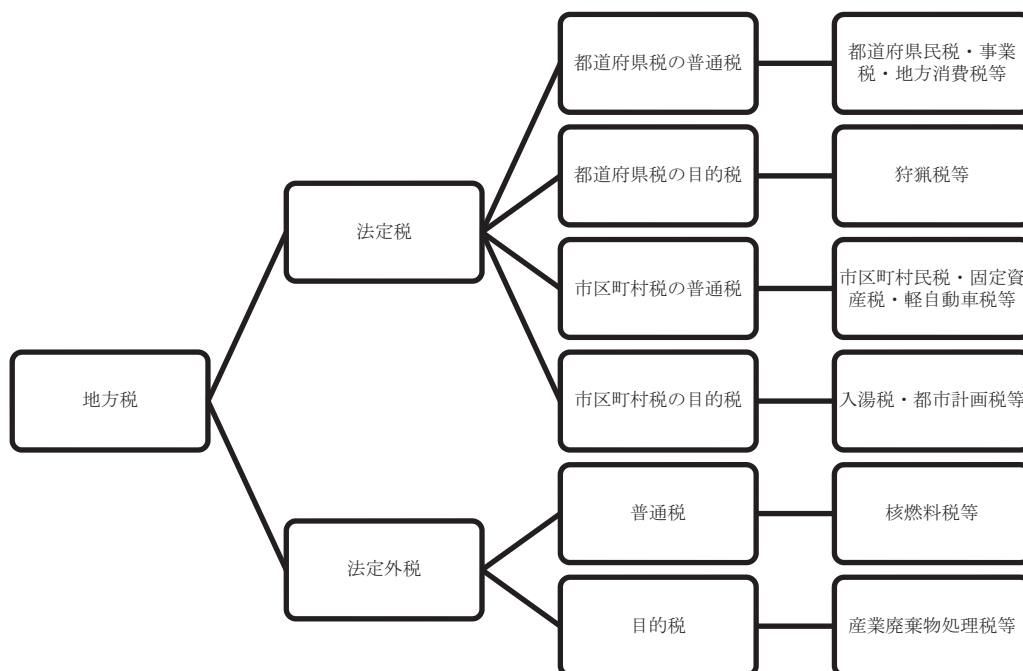 地方税
法定税
法定外税
都道府県税の普通税
都道府県民税・事業
税・地方消費税等
都道府県税の目的税
狩猟税等
市区町村税の普通税
市区町村民税・固定資
産税・軽自動車税等
市区町村税の目的税
入湯税・都市計画税等
普通税
核燃料税等
目的税
産業廃棄物処理税等